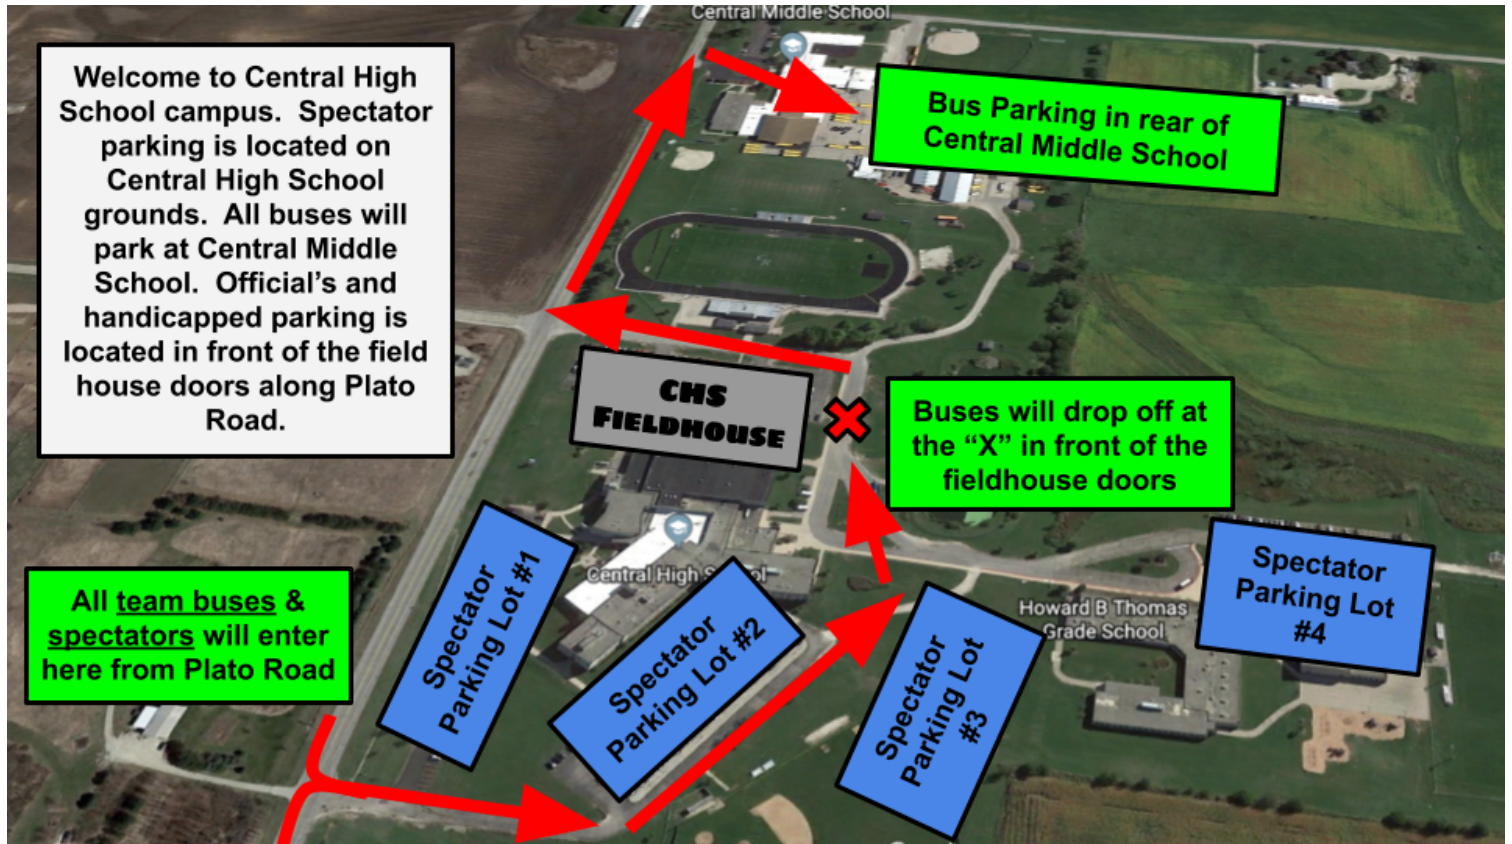 Central Middle School
Welcome to Central High
School campus.  Spectator
parking is located on
Central High School
grounds.  All buses will
park at Central Middle
School.  Official's and
handicapped parking is
located in front of the field
house doors along Plato
Road.
Bus Parking in rear of
Central Middle School
CHS
Fieldhouse
Buses will drop off at
the “X” in front of the
fieldhouse doors
All team buses &
spectators will enter
here from Plato Road
Spectator
Parking Lot #1
Central High School
Spectator
Parking Lot #2
Spectator
Parking Lot
#3
Howard B Thomas
Grade School
Spectator
Parking Lot
#4